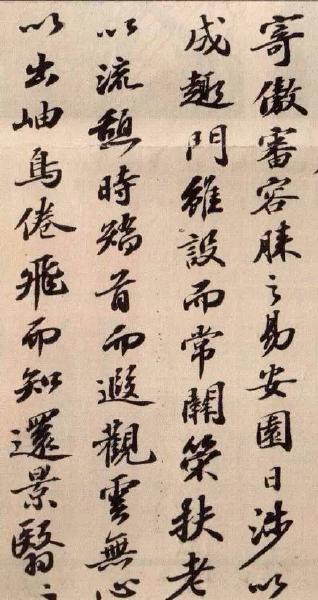 寄傲審容膝之易安園日涉以
成趣門雖設而常關策扶老
以流憩時矯首而遐觀雲無心
以出岫鳥倦飛而知還景翳